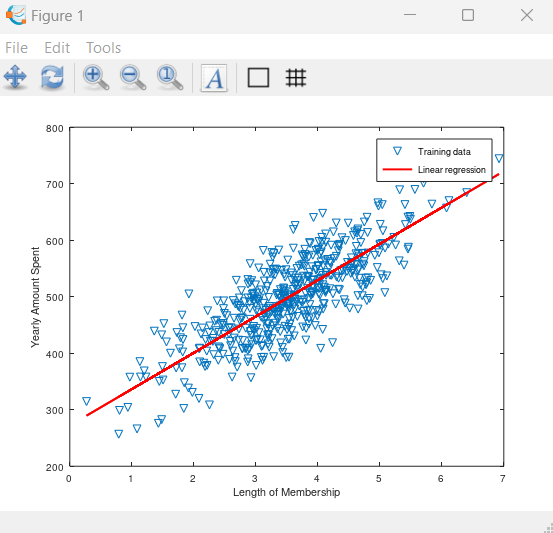 Figure 1
File Edit Tools
A
800
700
600
500
400
300
200
0 1 2 3 4 5 6 7
Yearly Amount Spent
Length of Membership
Training data
Linear regression